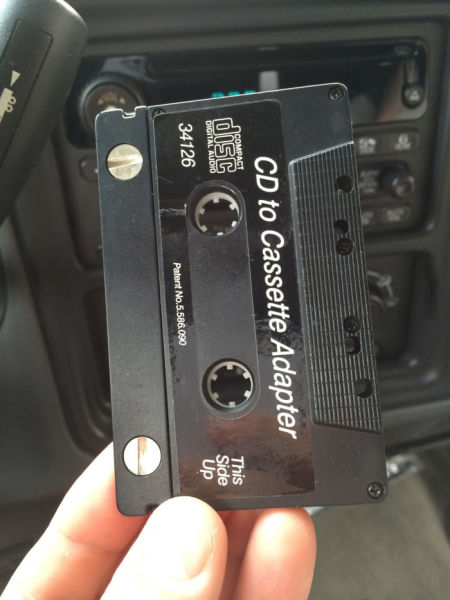 COMPACT
disc
DIGITAL AUDIO
34126
CD to Cassette Adapter
Patent No.5,586,090
This
Side
Up